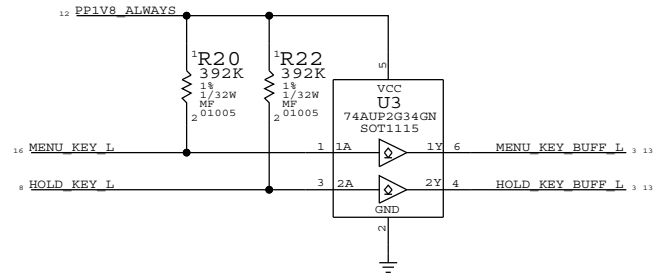 12 PP1V8_ALWAYS
1 R20
392K
1%
1/32W
MF
2 01005
1 R22
392K
1%
1/32W
MF
2 01005
5
VCC
U3
74AUP2G34GN
SOT1115
16 MENU_KEY_L 1 1A 1Y 6 MENU_KEY_BUFF_L 3 13
8 HOLD_KEY_L 3 2A 2Y 4 HOLD_KEY_BUFF_L 3 13
GND
2